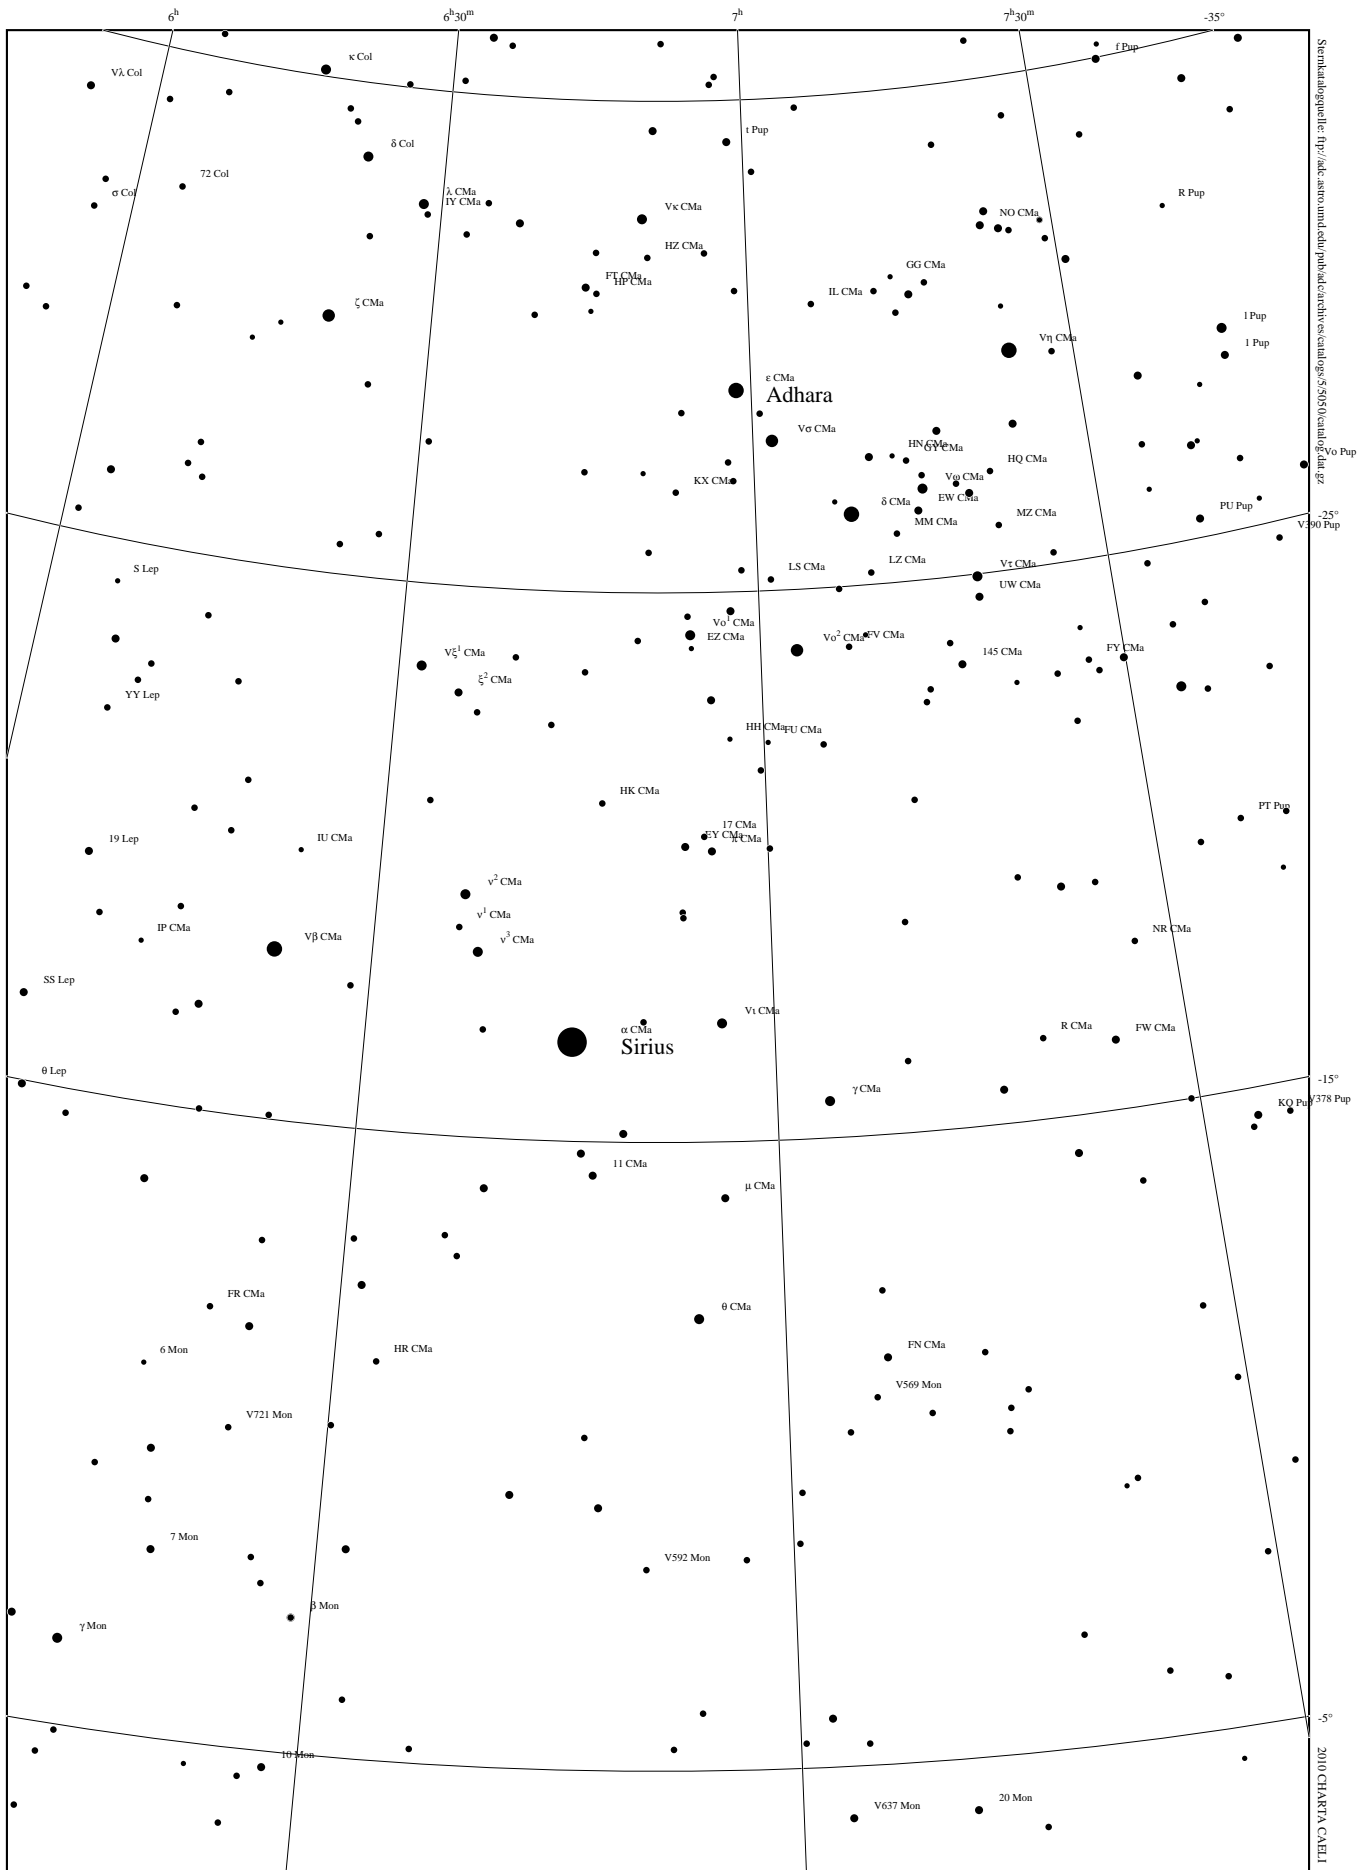 6h
6h30m
7h
7h30m
-35°
κ Col
f Pup
Vλ Col
t Pup
δ Col
72 Col
σ Col
λ CMa
IY CMa
R Pup
Vκ CMa
NO CMa
HZ CMa
GG CMa
FT CMa
HP CMa
IL CMa
ζ CMa
l Pup
Vη CMa
1 Pup
ε CMa
Adhara
Vσ CMa
HN CMa
GY CMa
Vo Pup
HQ CMa
KX CMa
Vω CMa
EW CMa
δ CMa
PU Pup
MZ CMa
-25°
MM CMa
V390 Pup
LZ CMa
Vτ CMa
S Lep
LS CMa
UW CMa
Vo1 CMa
EZ CMa
Vo2 CMa
FV CMa
FY CMa
Vξ1 CMa
145 CMa
ξ2 CMa
YY Lep
HH CMa
FU CMa
HK CMa
PT Pup
17 CMa
19 Lep
IU CMa
EY CMa
π CMa
ν2 CMa
ν1 CMa
IP CMa
Vβ CMa
ν3 CMa
NR CMa
SS Lep
Vι CMa
α CMa
Sirius
R CMa
FW CMa
θ Lep
-15°
γ CMa
KQ Pup
V378 Pup
11 CMa
μ CMa
FR CMa
θ CMa
6 Mon
HR CMa
FN CMa
V569 Mon
V721 Mon
7 Mon
V592 Mon
β Mon
γ Mon
-5°
10 Mon
V637 Mon
20 Mon
Sternkatalogquelle: ftp://adc.astro.umd.edu/pub/adc/archives/catalogs/5/5050/catalog.dat.gz
2010 CHARTA CAELI